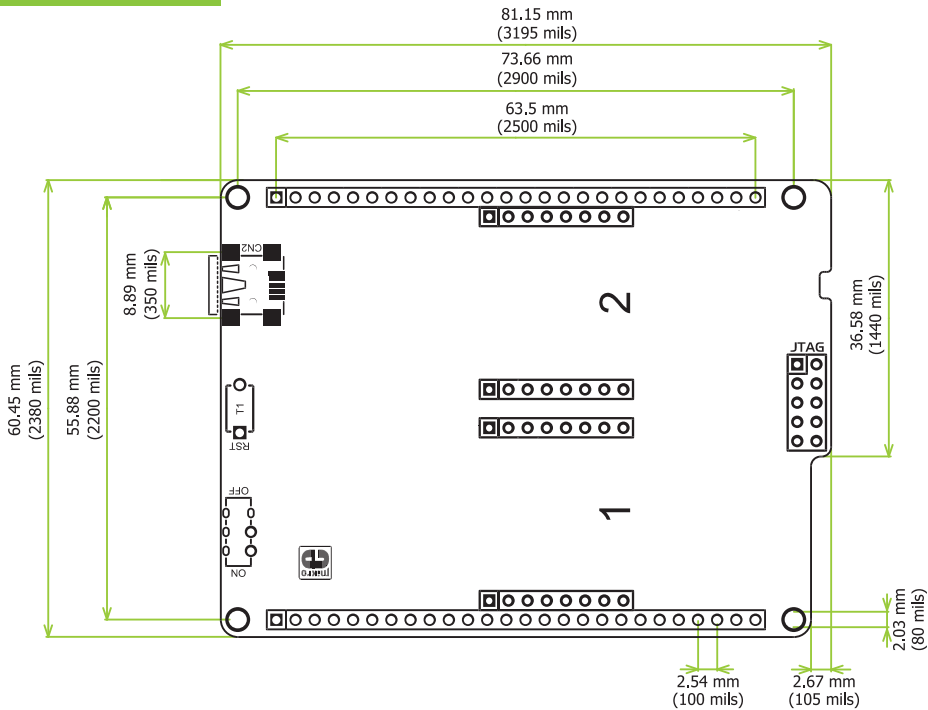 81.15 mm
(3195 mils)
73.66 mm
(2900 mils)
63.5 mm
(2500 mils)
CN2
8.89 mm
(350 mils)
2
36.58 mm
(1440 mils)
JTAG
60.45 mm
(2380 mils)
55.88 mm
(2200 mils)
T1
RST
OFF
1
ON
mikro
2.03 mm
(80 mils)
2.54 mm
(100 mils)
2.67 mm
(105 mils)